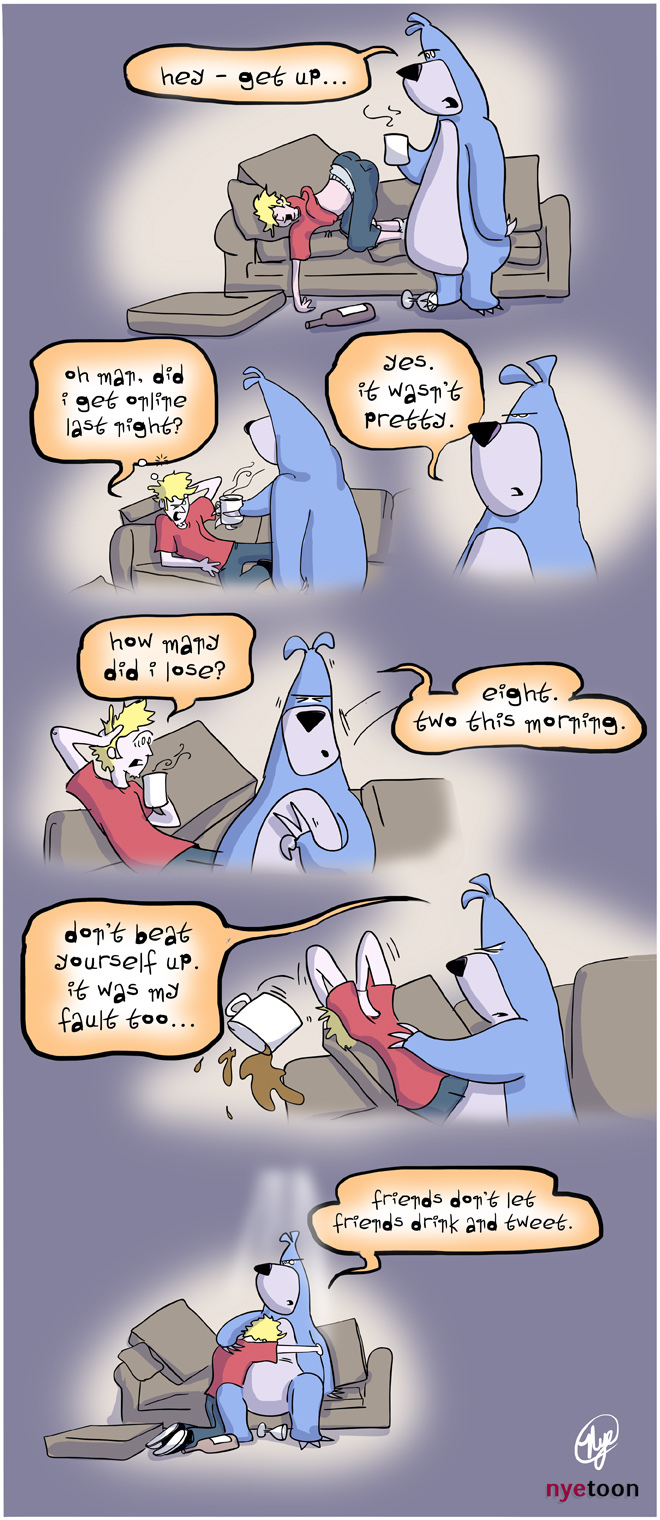 hey - get up...
oh man, did
i get online
last night?
yes.
it wasn't
pretty.
how many
did i lose?
eight.
two this morning.
don't beat
yourself up.
it was my
fault too...
friends don't let
friends drink and tweet.
Nye
nyetoon